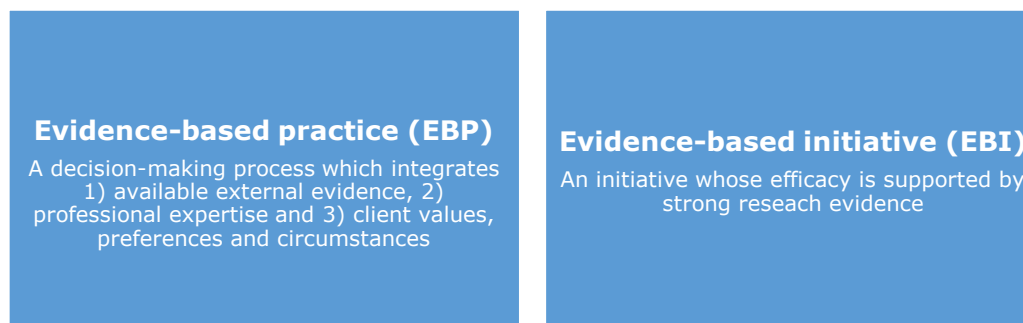 Evidence-based practice (EBP)
A decision-making process which integrates
1) available external evidence, 2)
professional expertise and 3) client values,
preferences and circumstances
Evidence-based initiative (EBI)
An initiative whose efficacy is supported by
strong reseach evidence